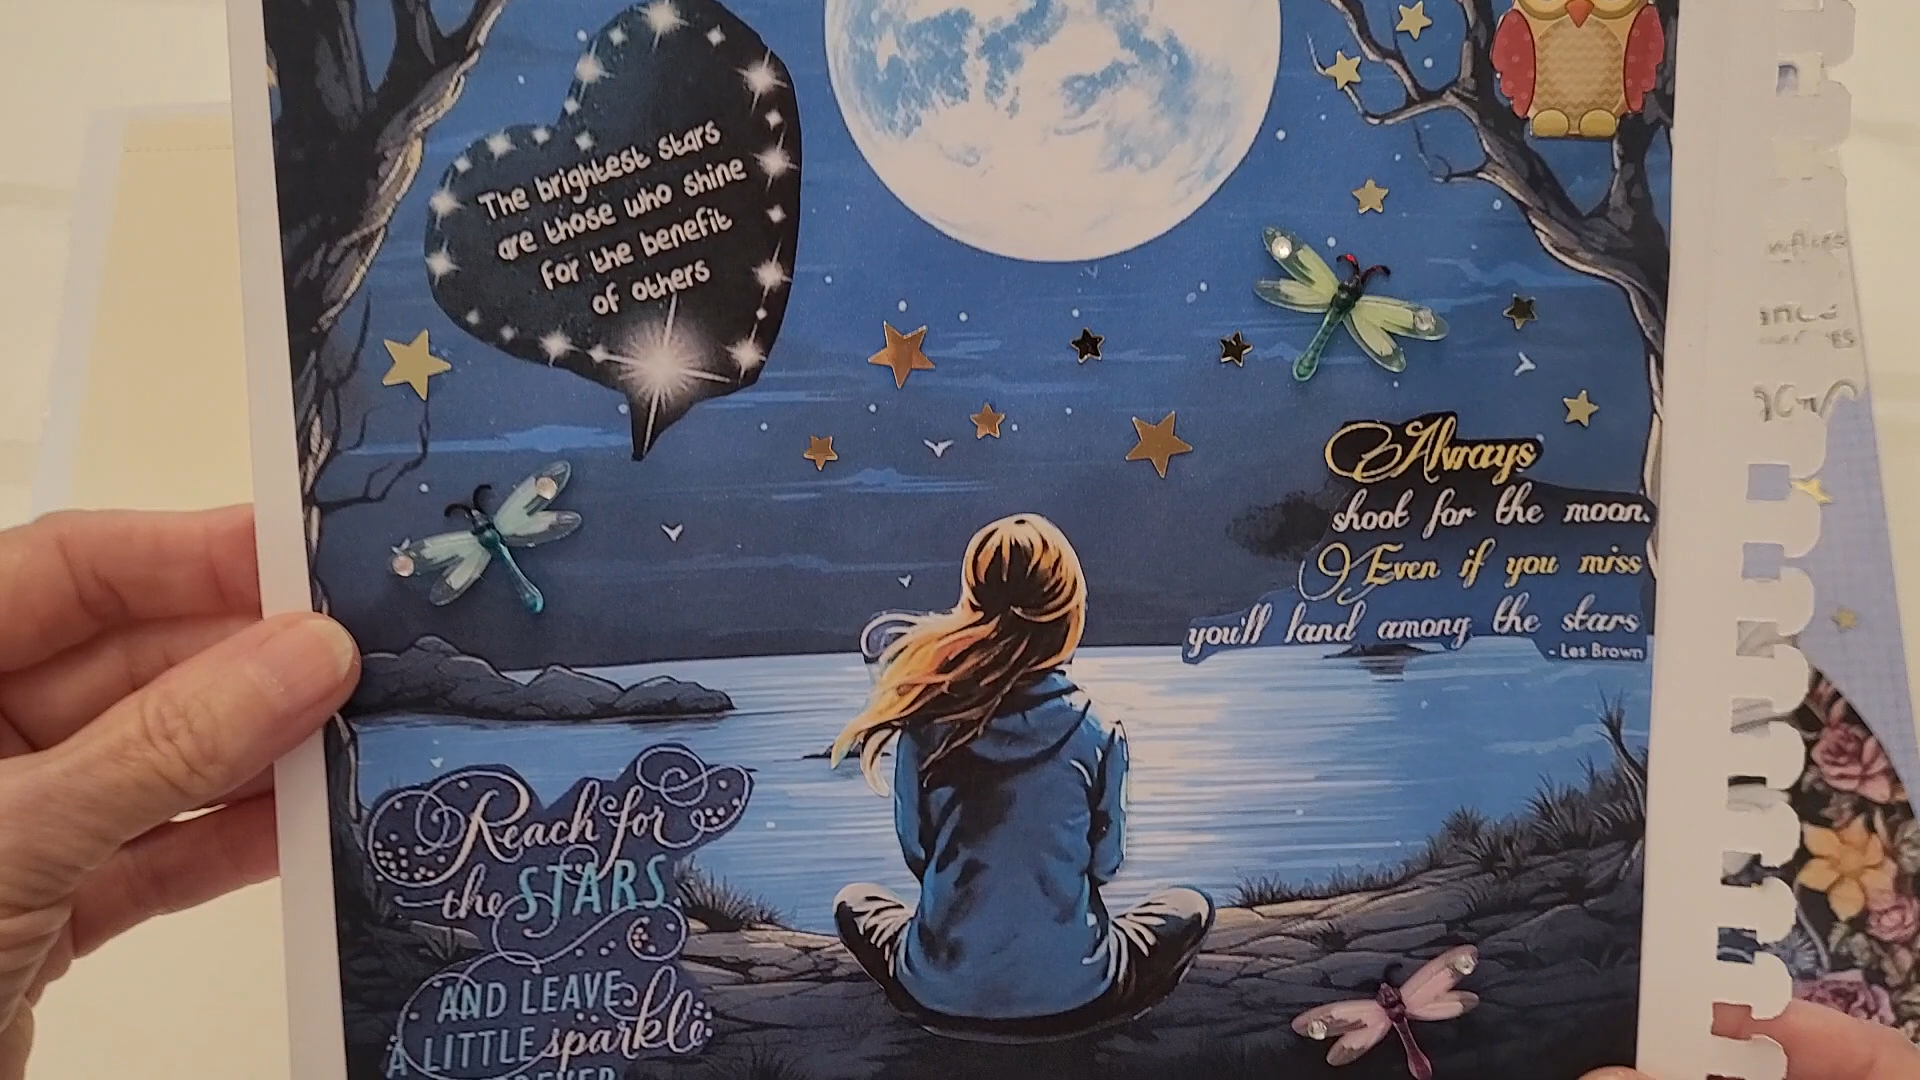 The brightest stars
are those who shine
for the benefit
of others
Always
shoot for the moon.
Even if you miss
you'll land among the stars
- Les Brown
Reach for
the STARS
AND LEAVE
A LITTLE sparkle